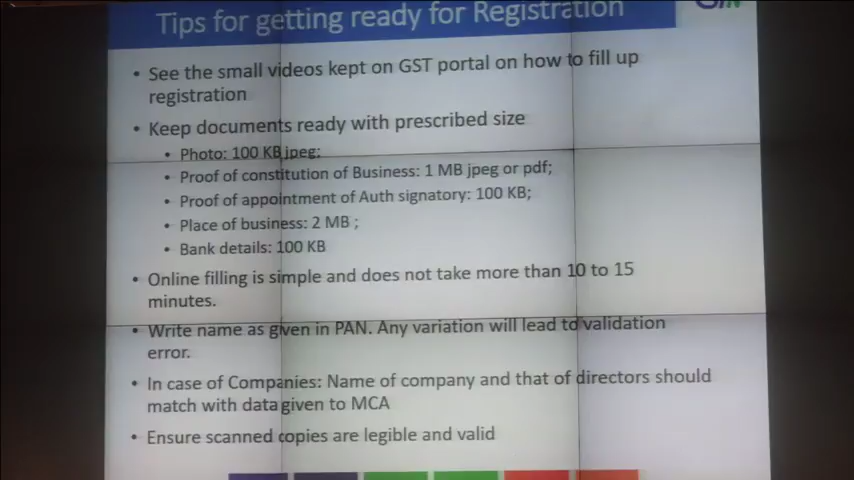 Tips for getting ready for Registration
• See the small videos kept on GST portal on how to fill up
registration
• Keep documents ready with prescribed size
• Photo: 100 KB jpeg;
• Proof of constitution of Business: 1 MB jpeg or pdf;
• Proof of appointment of Auth signatory: 100 KB;
• Place of business: 2 MB ;
• Bank details: 100 KB
• Online filling is simple and does not take more than 10 to 15
minutes.
• Write name as given in PAN. Any variation will lead to validation
error.
• In case of Companies: Name of company and that of directors should
match with data given to MCA
• Ensure scanned copies are legible and valid